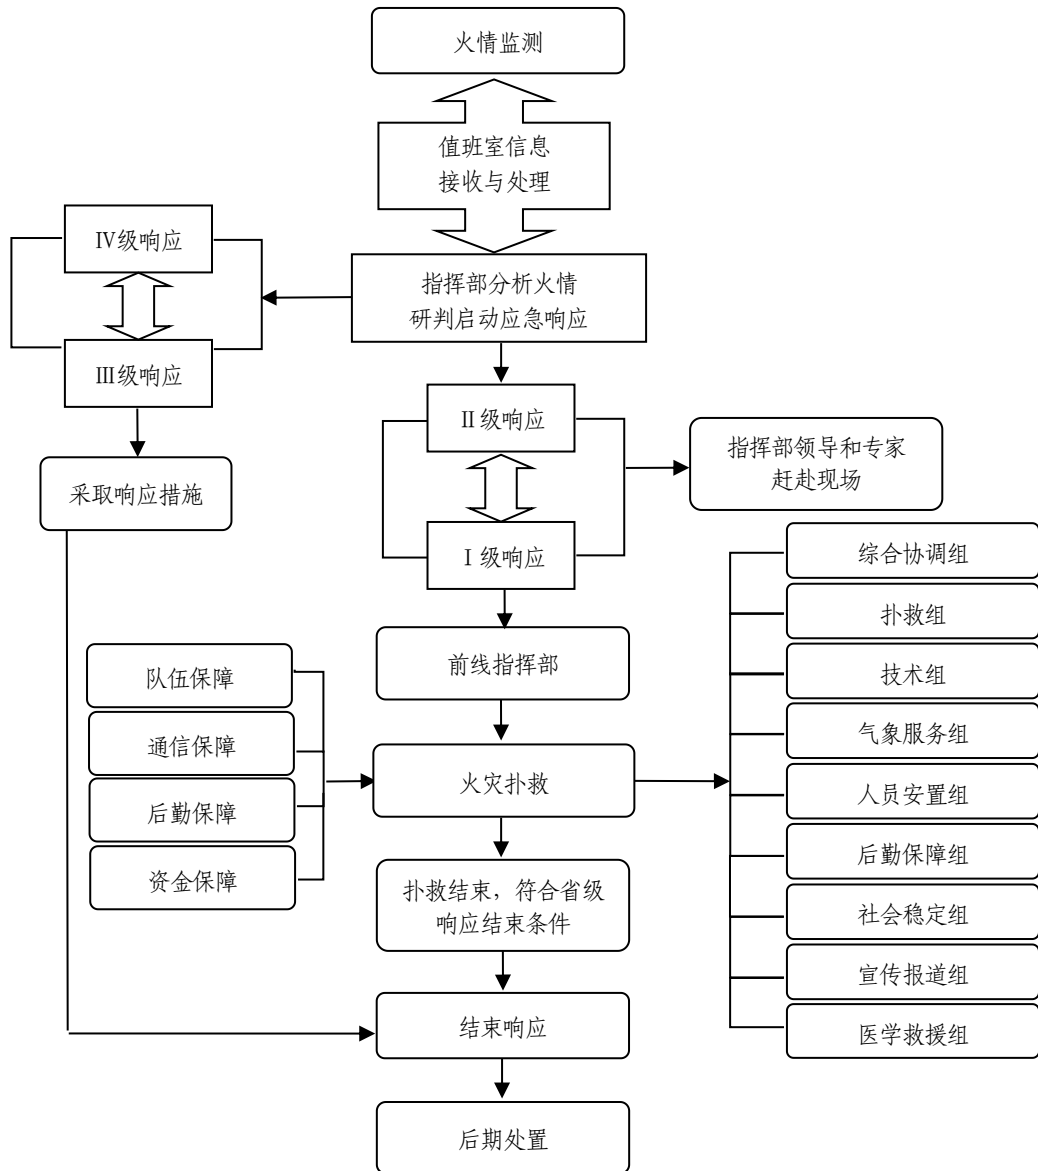 火情监测
值班室信息
接收与处理
IV级响应
指挥部分析火情
研判启动应急响应
III级响应
II级响应
指挥部领导和专家
赶赴现场
采取响应措施
I级响应
综合协调组
扑救组
前线指挥部
队伍保障
技术组
通信保障
气象服务组
火灾扑救
人员安置组
后勤保障
后勤保障组
资金保障
扑救结束，符合省级
响应结束条件
社会稳定组
宣传报道组
结束响应
医学救援组
后期处置